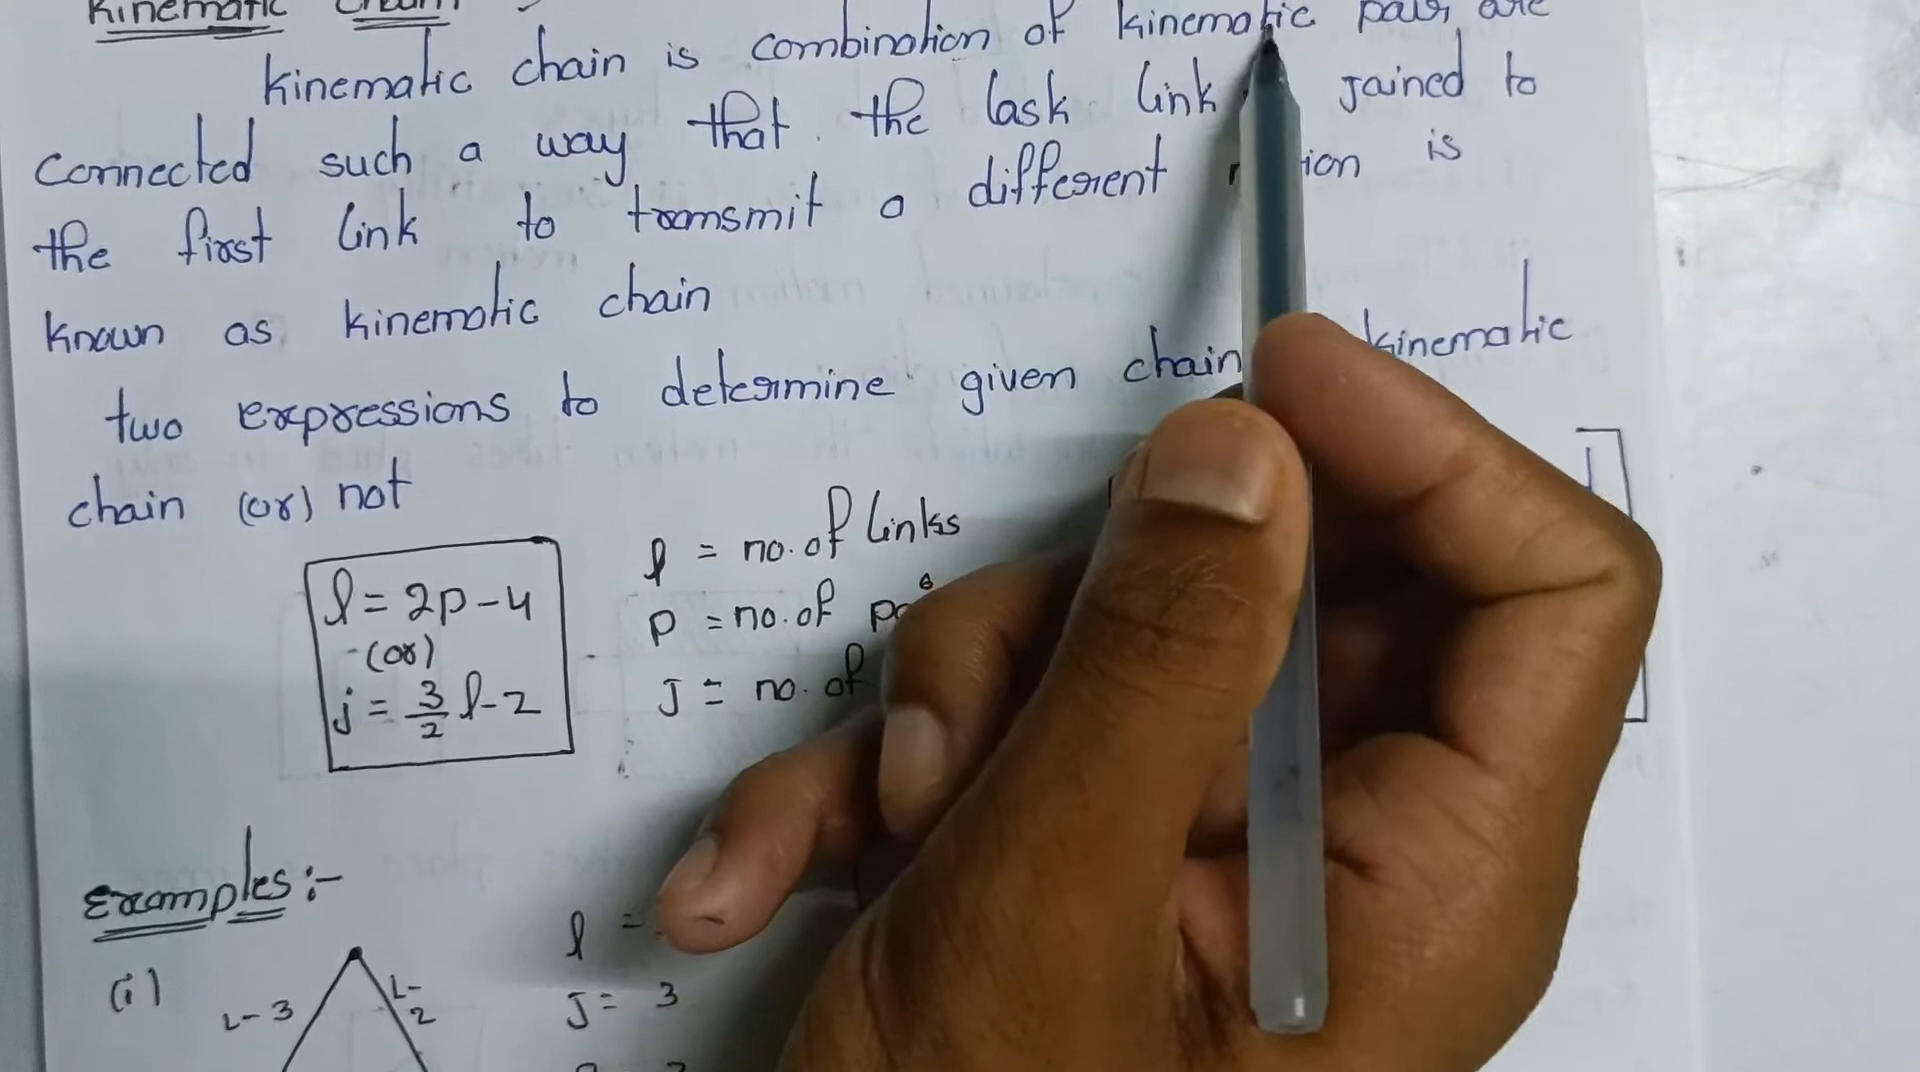 Kinematic Chain
Kinematic chain is combination of kinematic pair, are
connected such a way that the lask link joined to
the first link to transmit a different is
known as kinematic chain
two expressions to determine given chain kinematic
chain (or) not
l = 2p - 4
(or)
j = 3/2 l - 2
l = no. of links
p = no. of
J = no. of
Examples :-
(i)
L-3
L-2
l =
J = 3